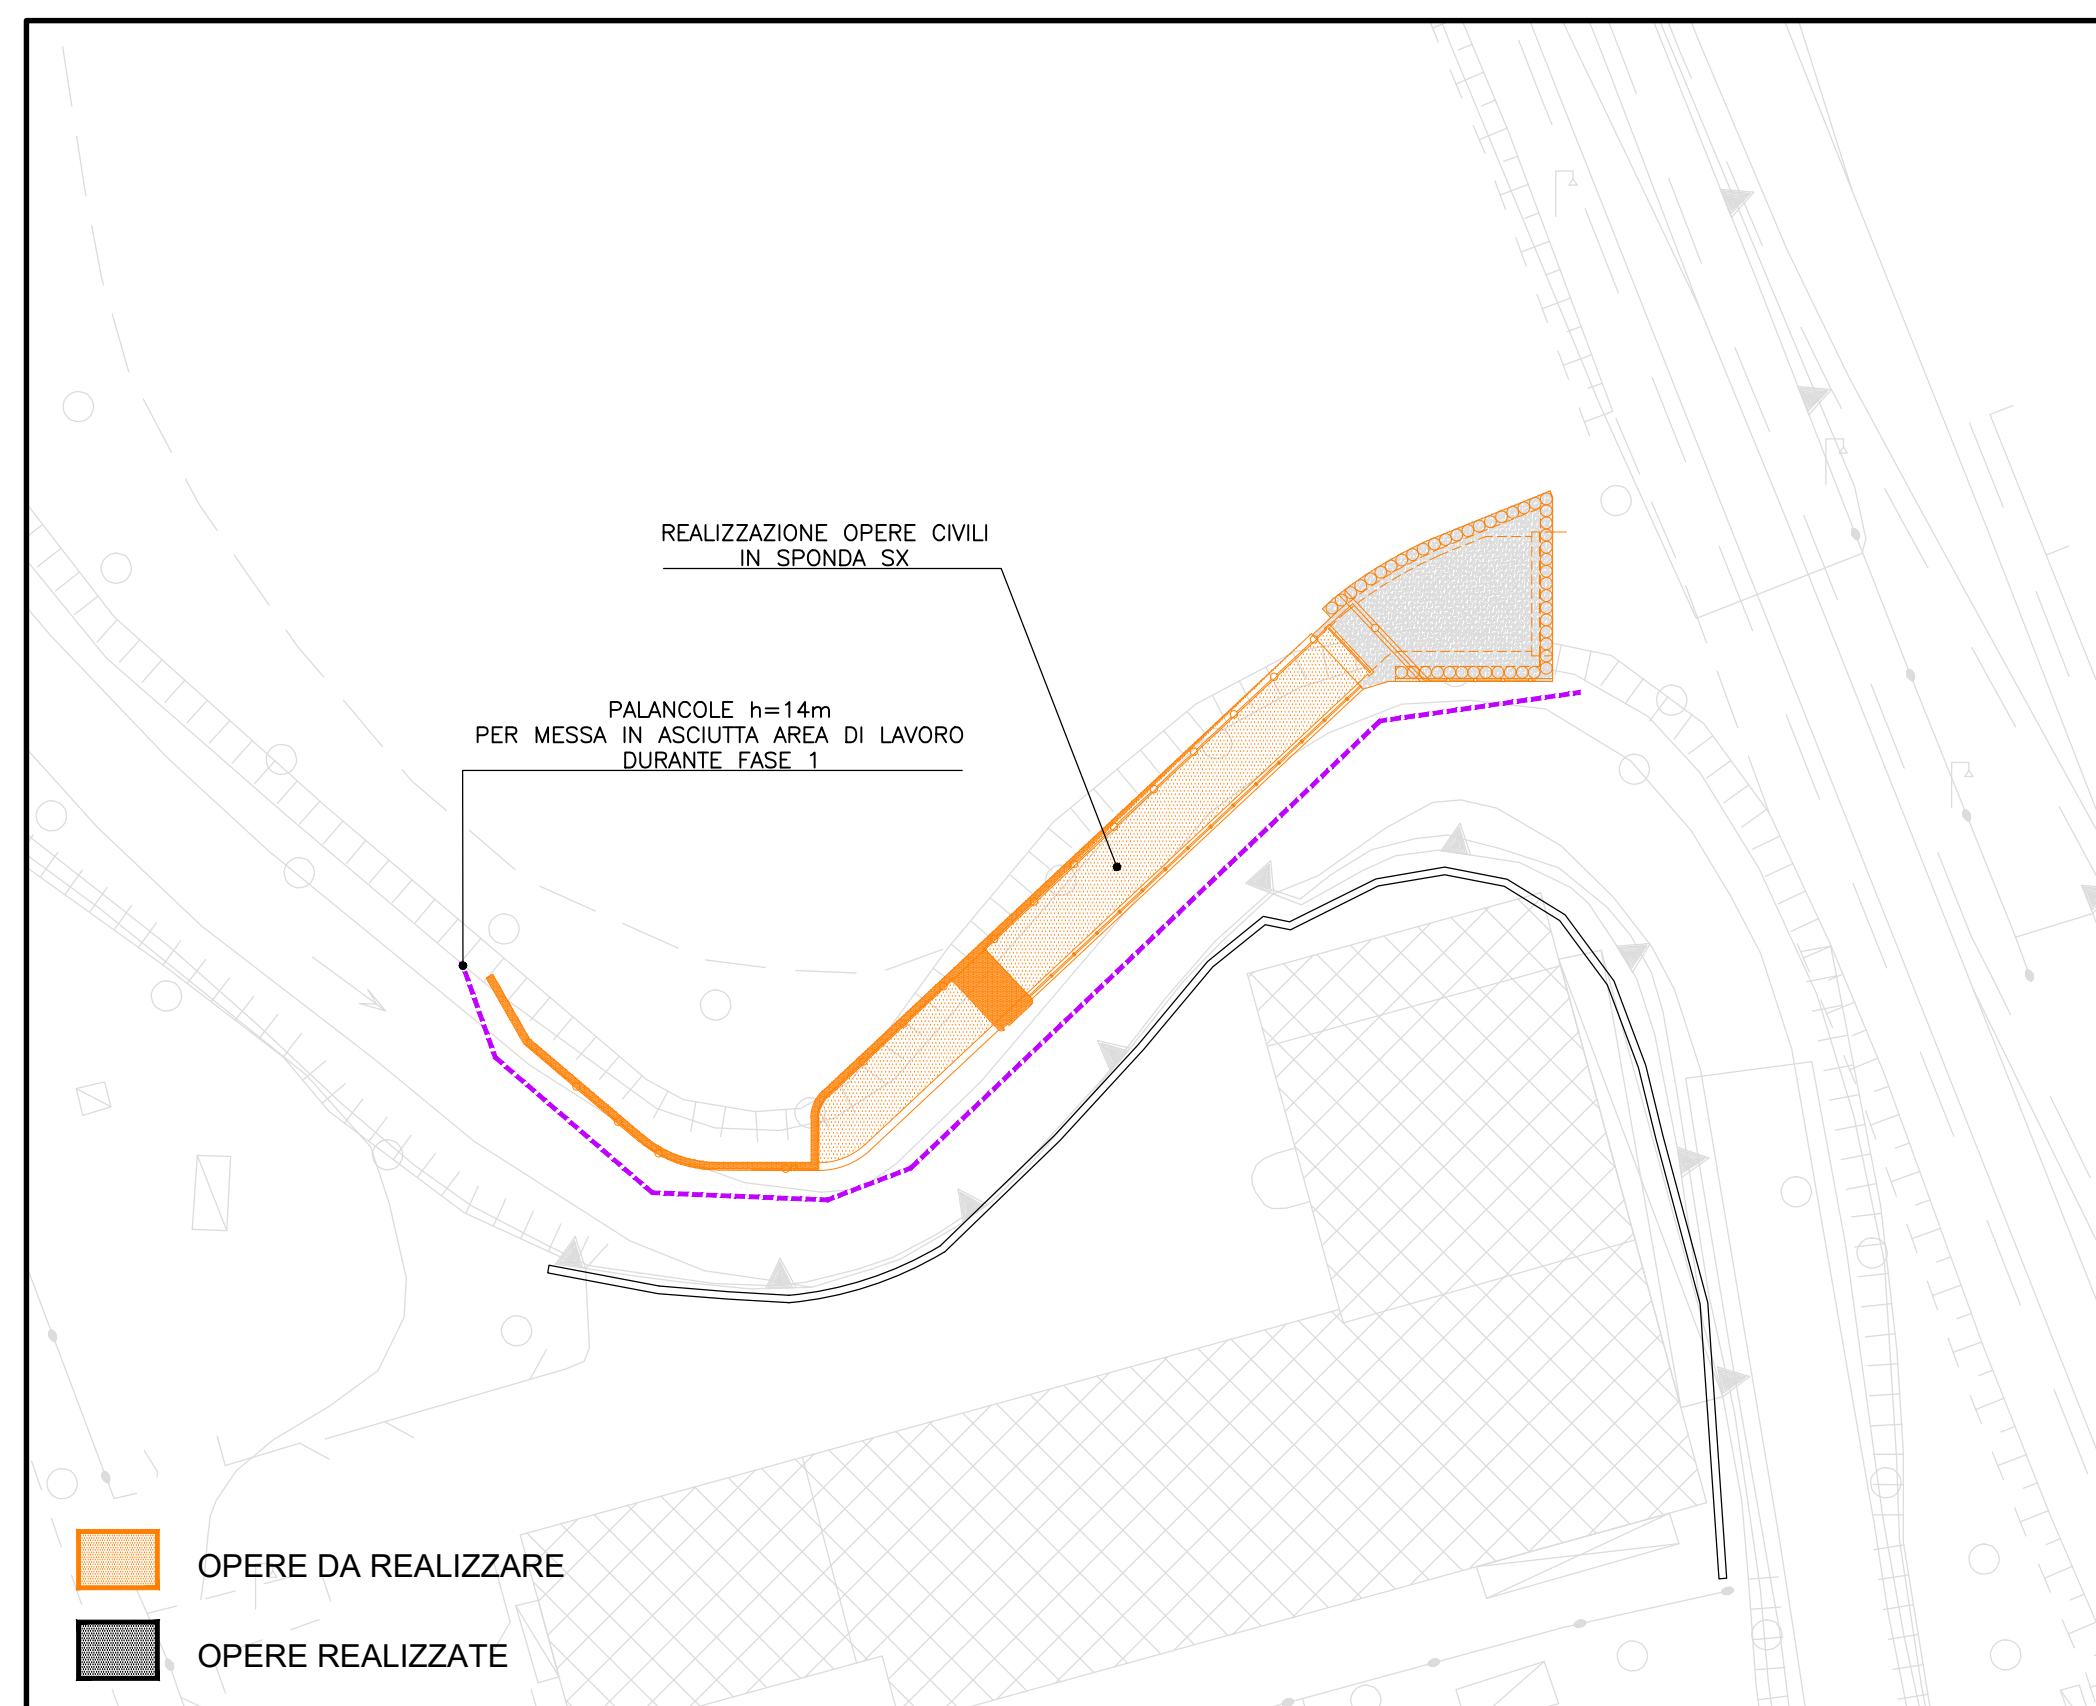 REALIZZAZIONE OPERE CIVILI
IN SPONDA SX
PALANCOLE h=14m
PER MESSA IN ASCIUTTA AREA DI LAVORO
DURANTE FASE 1
OPERE DA REALIZZARE
OPERE REALIZZATE